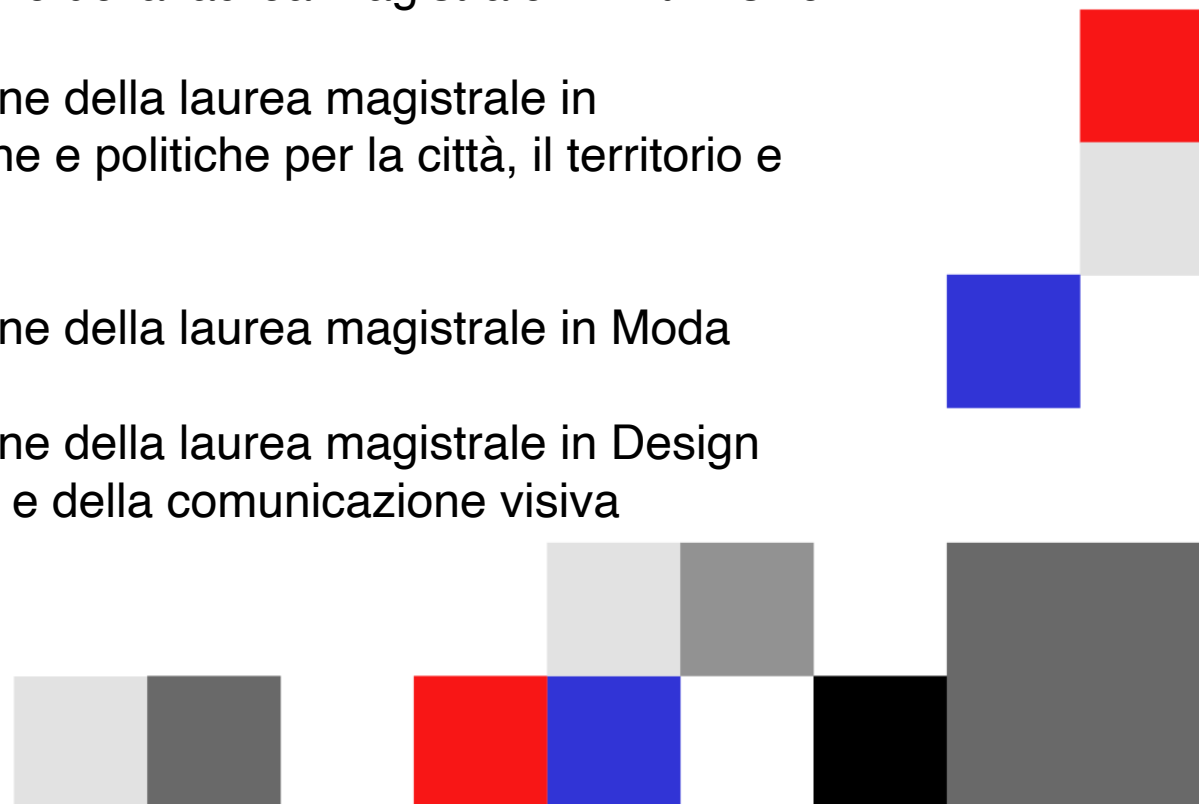 ne della laurea magistrale in
ne e politiche per la città, il territorio e
ne della laurea magistrale in Moda
ne della laurea magistrale in Design
e della comunicazione visiva